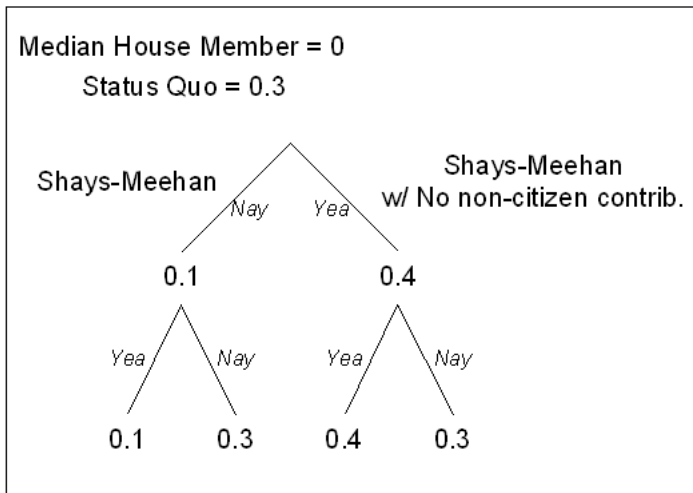 Median House Member = 0
Status Quo = 0.3
Shays-Meehan
Shays-Meehan
w/ No non-citizen contrib.
Nay
Yea
0.1
0.4
Yea
Nay
Yea
Nay
0.1
0.3
0.4
0.3